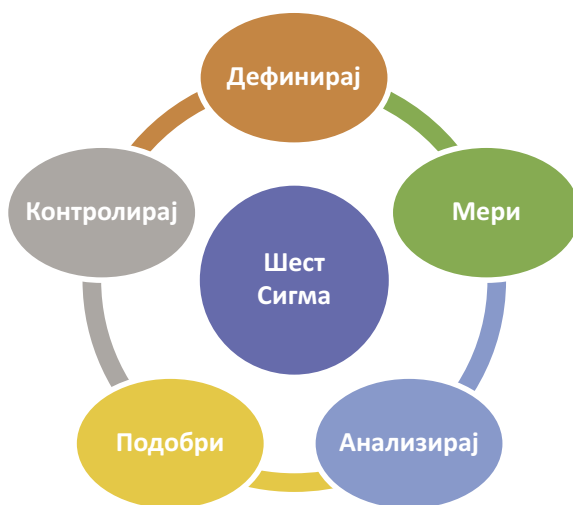 Дефинирај
Мери
Анализирај
Подобри
Контролирај
Шест
Сигма